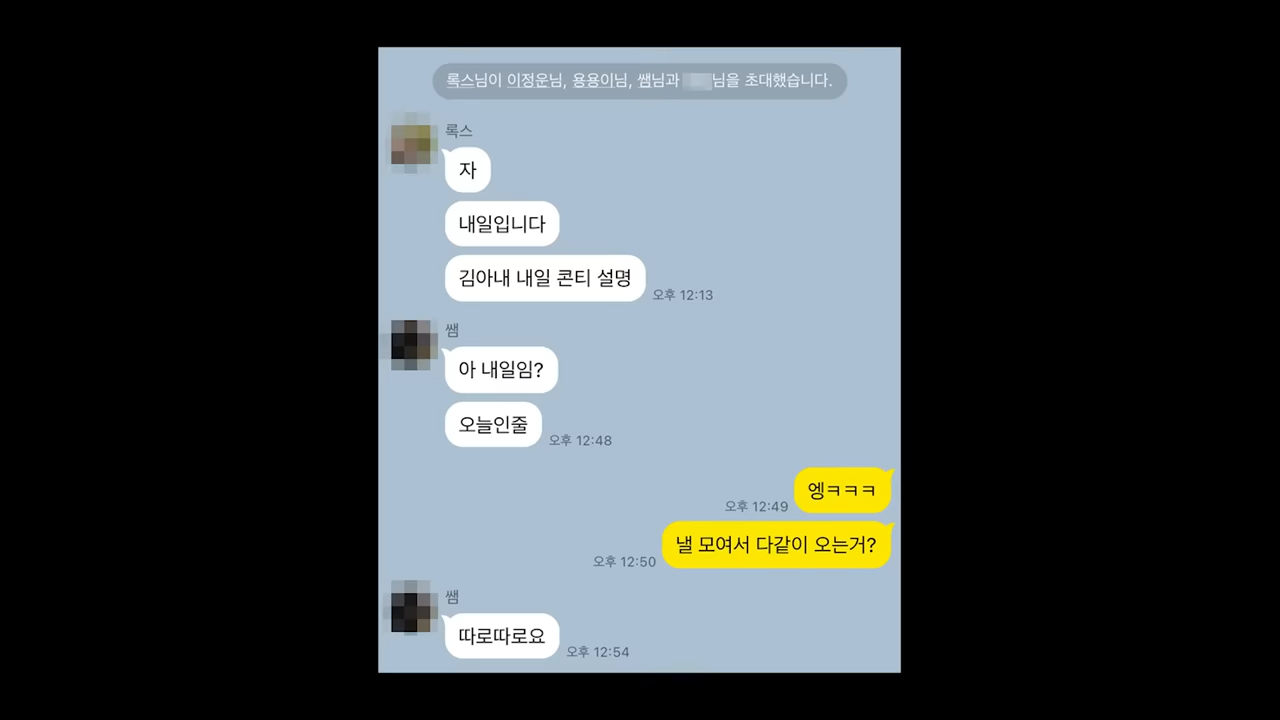 록스님이 이정운님, 용용이님, 쌤님과 님을 초대했습니다.
록스
자
내일입니다
김아내 내일 콘티 설명
오후 12:13
쌤
아 내일임?
오늘인줄
오후 12:48
엥ㅋㅋㅋ
오후 12:49
낼 모여서 다같이 오는거?
오후 12:50
쌤
따로따로요
오후 12:54